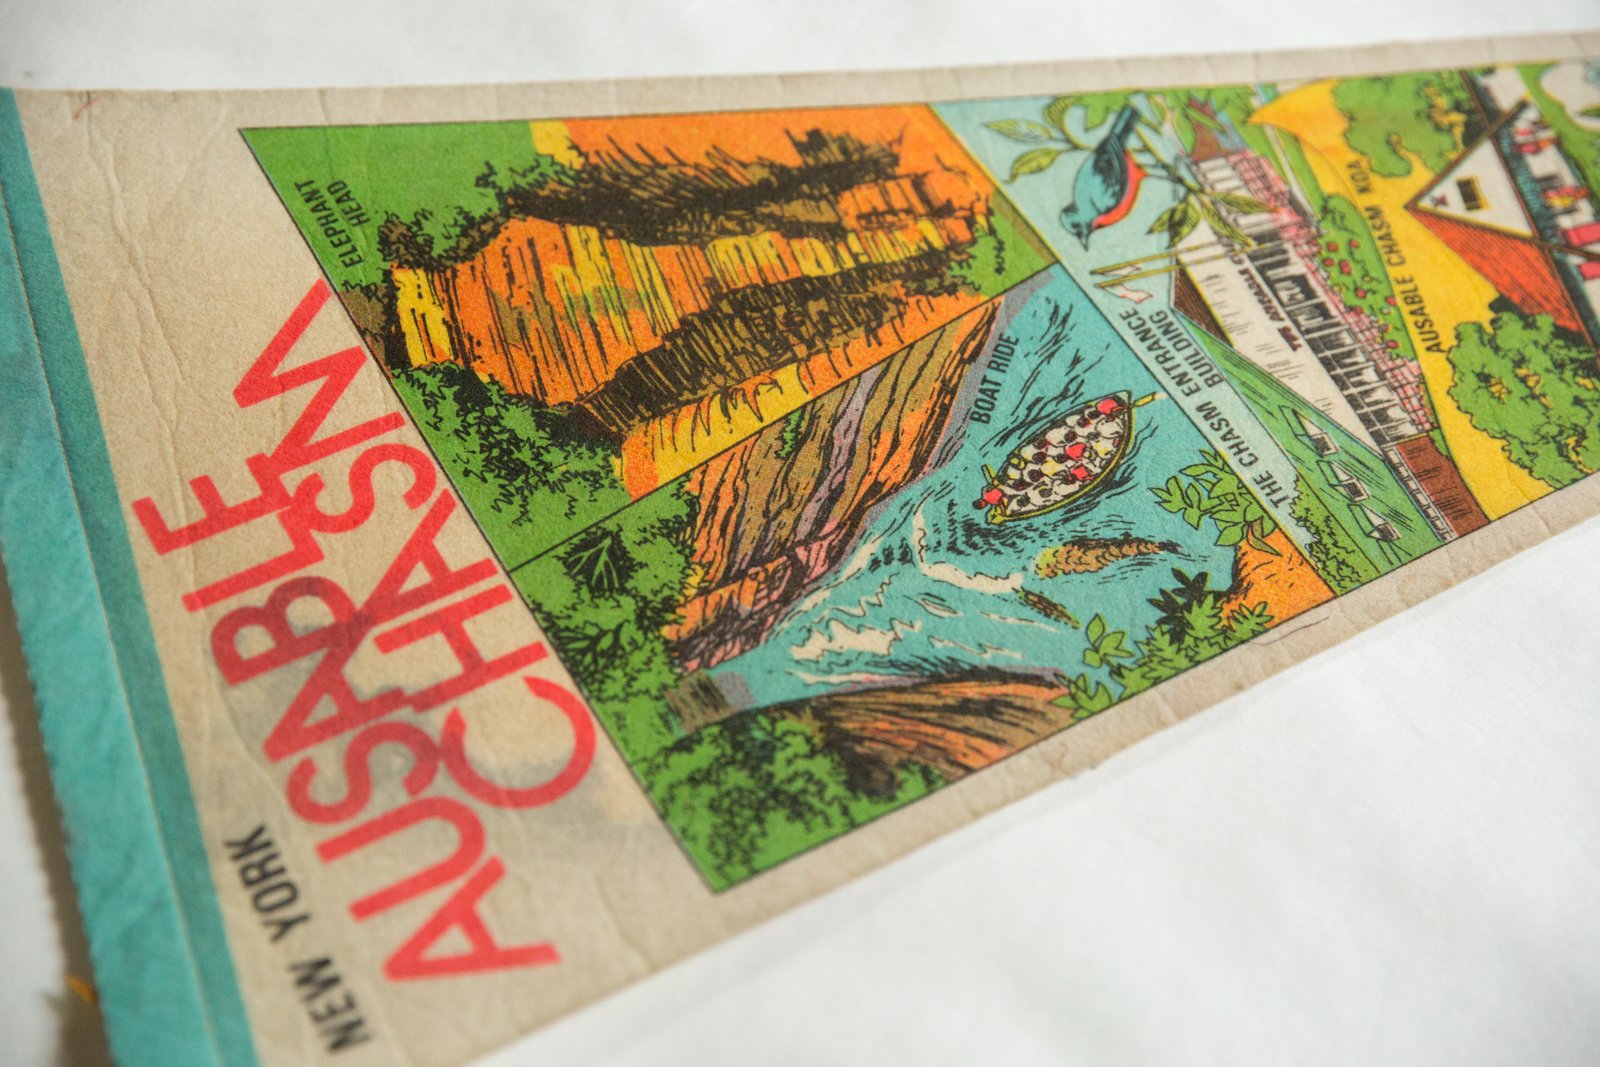 NEW YORK
AUSABLE
CHASM
ELEPHANT
HEAD
BOAT RIDE
THE CHASM ENTRANCE
BUILDING
AUSABLE CHASM KOA